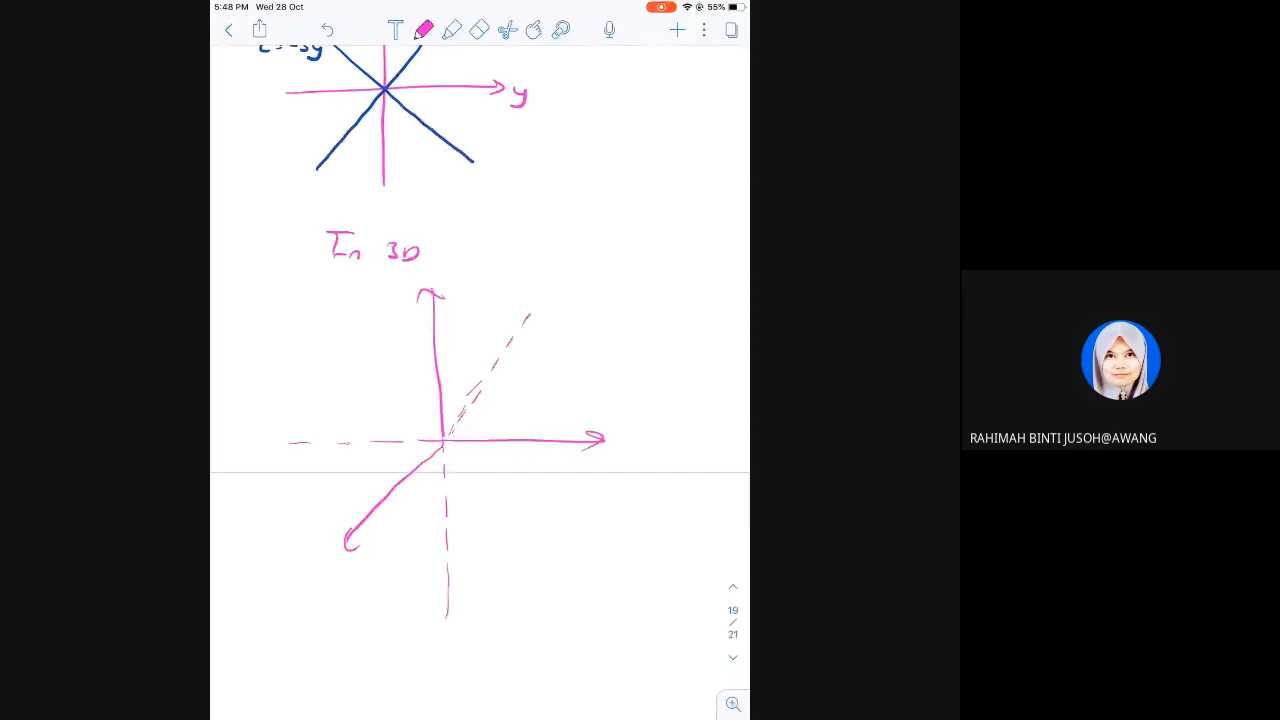 5:48 PM Wed 28 Oct
55%
T
y
In 3D
19
/
21
RAHIMAH BINTI JUSOH@AWANG